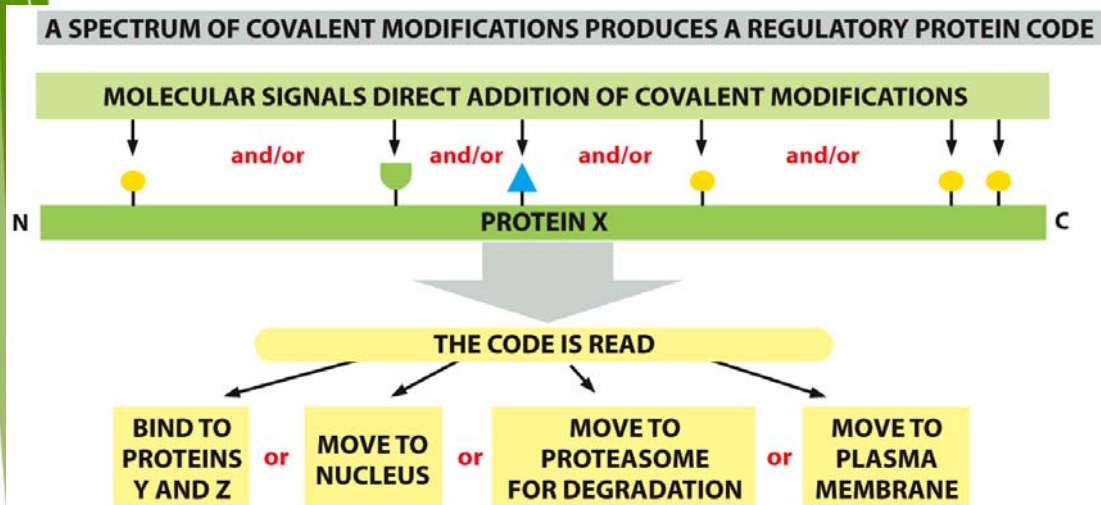 A SPECTRUM OF COVALENT MODIFICATIONS PRODUCES A REGULATORY PROTEIN CODE
MOLECULAR SIGNALS DIRECT ADDITION OF COVALENT MODIFICATIONS
and/or and/or and/or and/or
N PROTEIN X C
THE CODE IS READ
BIND TO
PROTEINS
Y AND Z
or
MOVE TO
NUCLEUS
or
MOVE TO
PROTEASOME
FOR DEGRADATION
or
MOVE TO
PLASMA
MEMBRANE